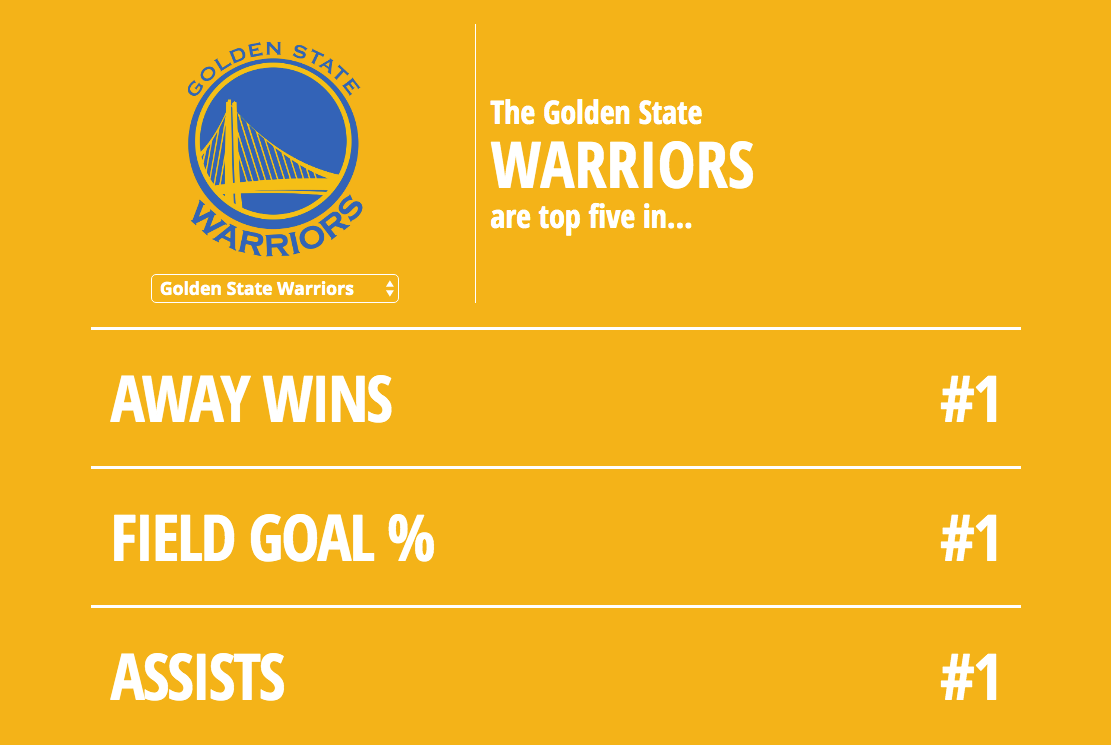 GOLDEN STATE
WARRIORS
Golden State Warriors
The Golden State
WARRIORS
are top five in...
AWAY WINS #1
FIELD GOAL % #1
ASSISTS #1